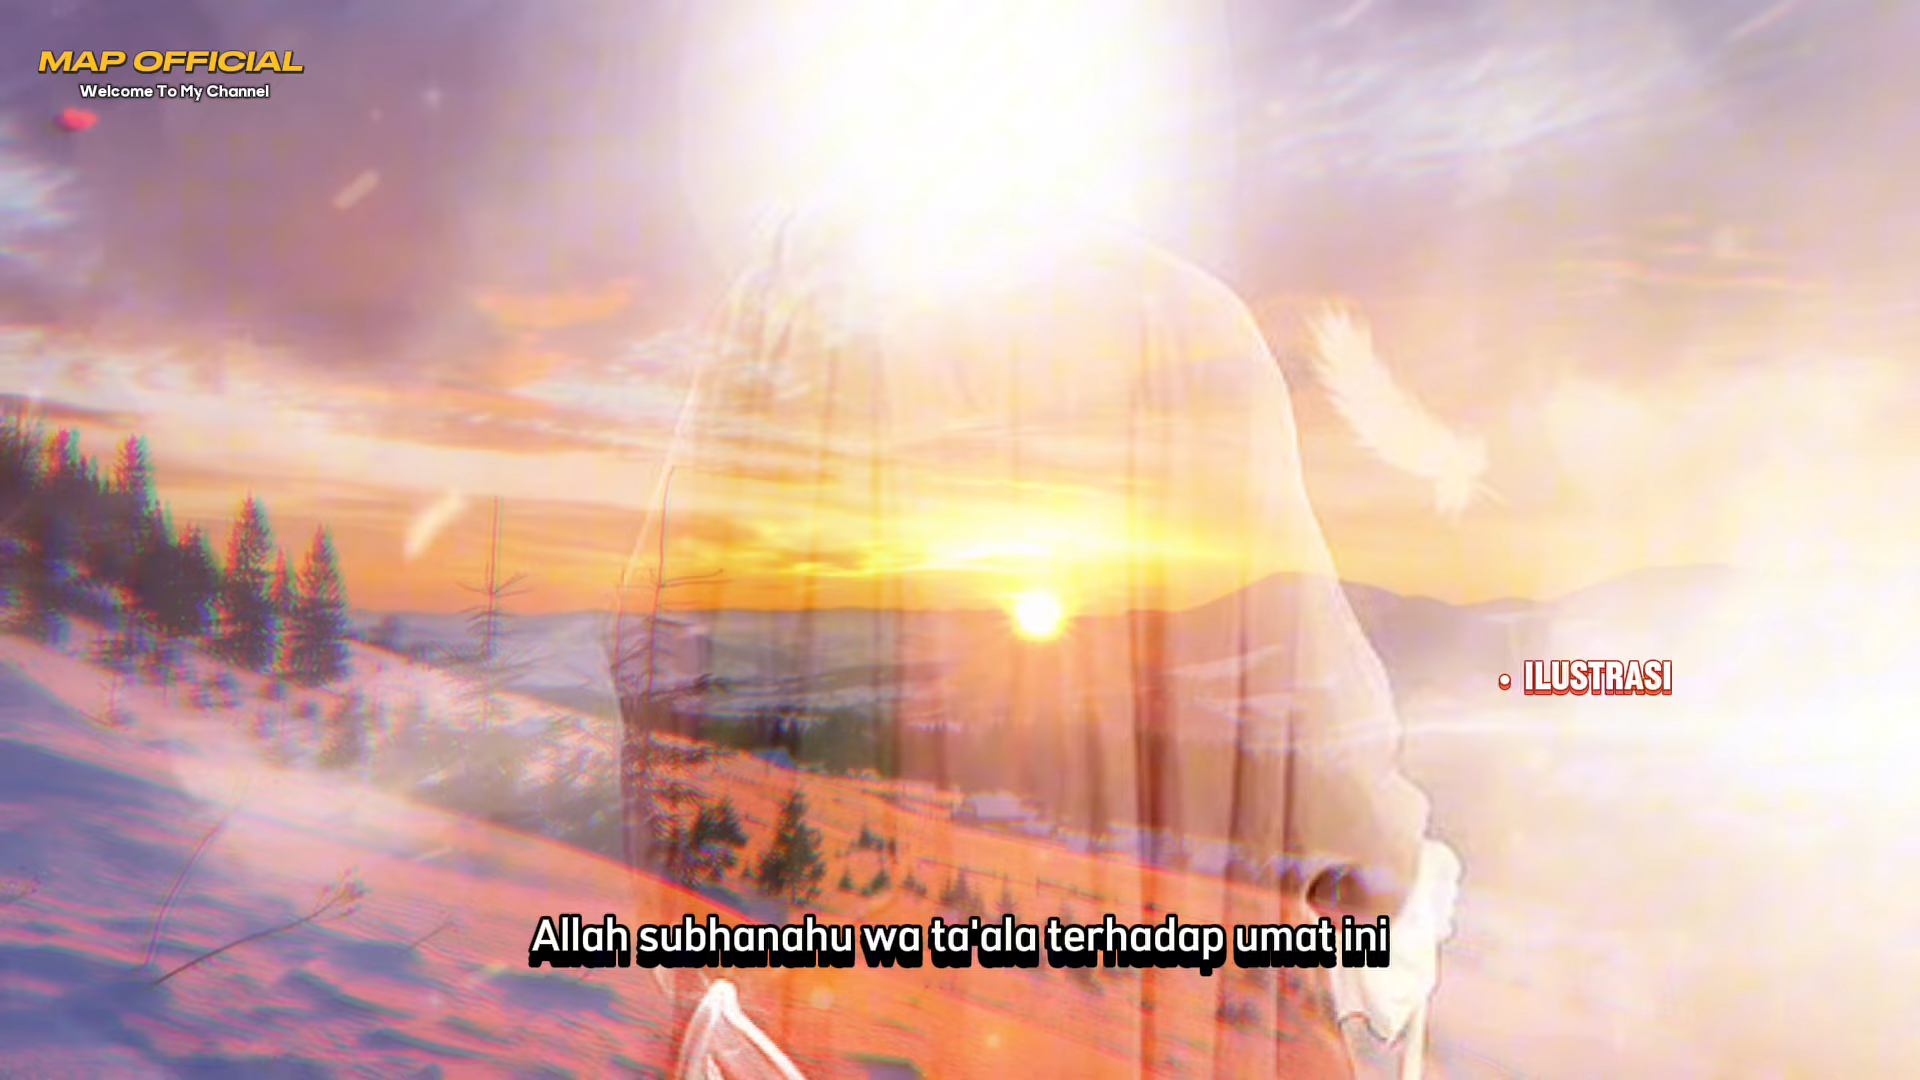 MAP OFFICIAL
Welcome To My Channel
• ILUSTRASI
Allah subhanahu wa ta'ala terhadap umat ini